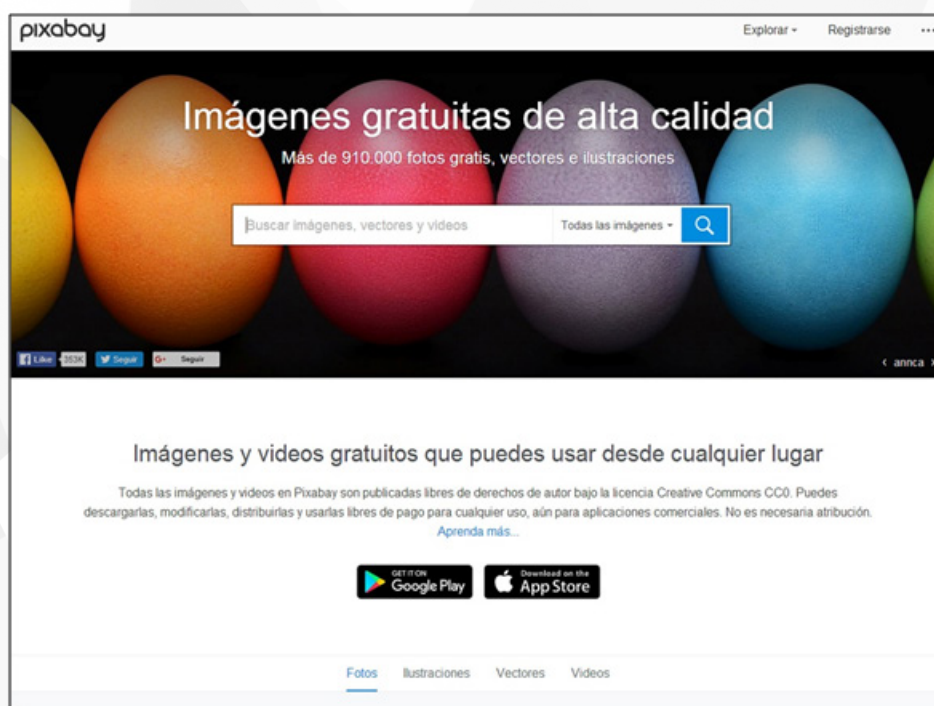 pixabay
Explorar
Registrarse
Imágenes gratuitas de alta calidad
Más de 910.000 fotos gratis, vectores e ilustraciones
Buscar imágenes, vectores y videos
Todas las imágenes
Like 353K
Seguir
G+ Seguir
‹ annca ›
Imágenes y videos gratuitos que puedes usar desde cualquier lugar
Todas las imágenes y videos en Pixabay son publicadas libres de derechos de autor bajo la licencia Creative Commons CC0. Puedes
descargarlas, modificarlas, distribuirlas y usarlas libres de pago para cualquier uso, aún para aplicaciones comerciales. No es necesaria atribución.
Aprenda más...
GET IT ON
Google Play
Download on the
App Store
Fotos
Ilustraciones
Vectores
Videos